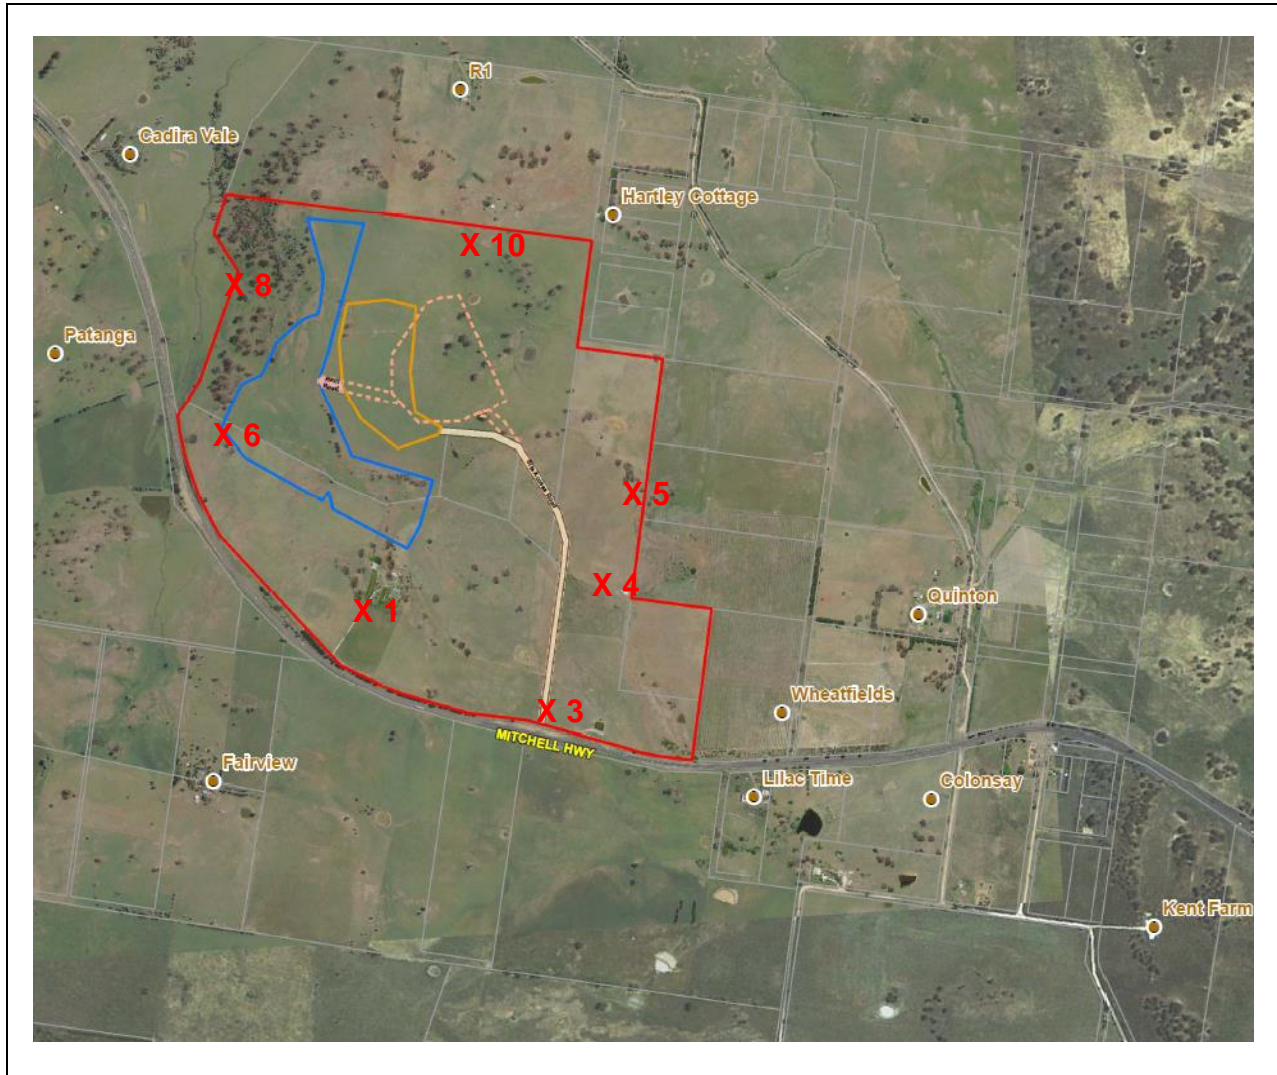 R1
Cadira Vale
Hartley Cottage
X 10
X 8
Patanga
X 6
X 5
X 4
Quinton
X 1
Wheatfields
X 3
MITCHELL HWY
Fairview
Lilac Time
Colonsay
Kent Farm